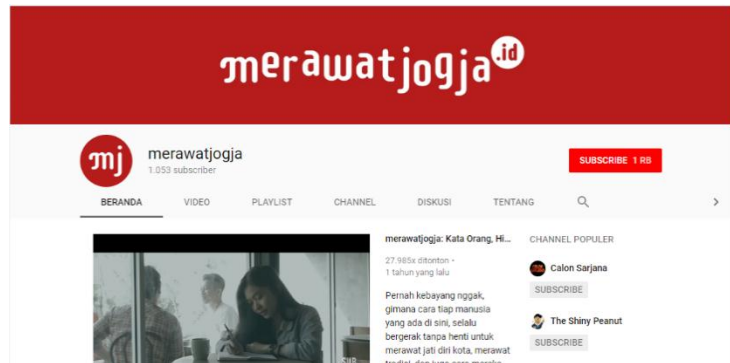 merawatjogja .id
mj
merawatjogja
1.053 subscriber
SUBSCRIBE 1 RB
BERANDA VIDEO PLAYLIST CHANNEL DISKUSI TENTANG
merawatjogja: Kata Orang, Hi...
27.985x ditonton •
1 tahun yang lalu
Pernah kebayang nggak,
gimana cara tiap manusia
yang ada di sini, selalu
bergerak tanpa henti untuk
merawat jati diri kota, merawat
CHANNEL POPULER
Calon Sarjana
SUBSCRIBE
The Shiny Peanut
SUBSCRIBE